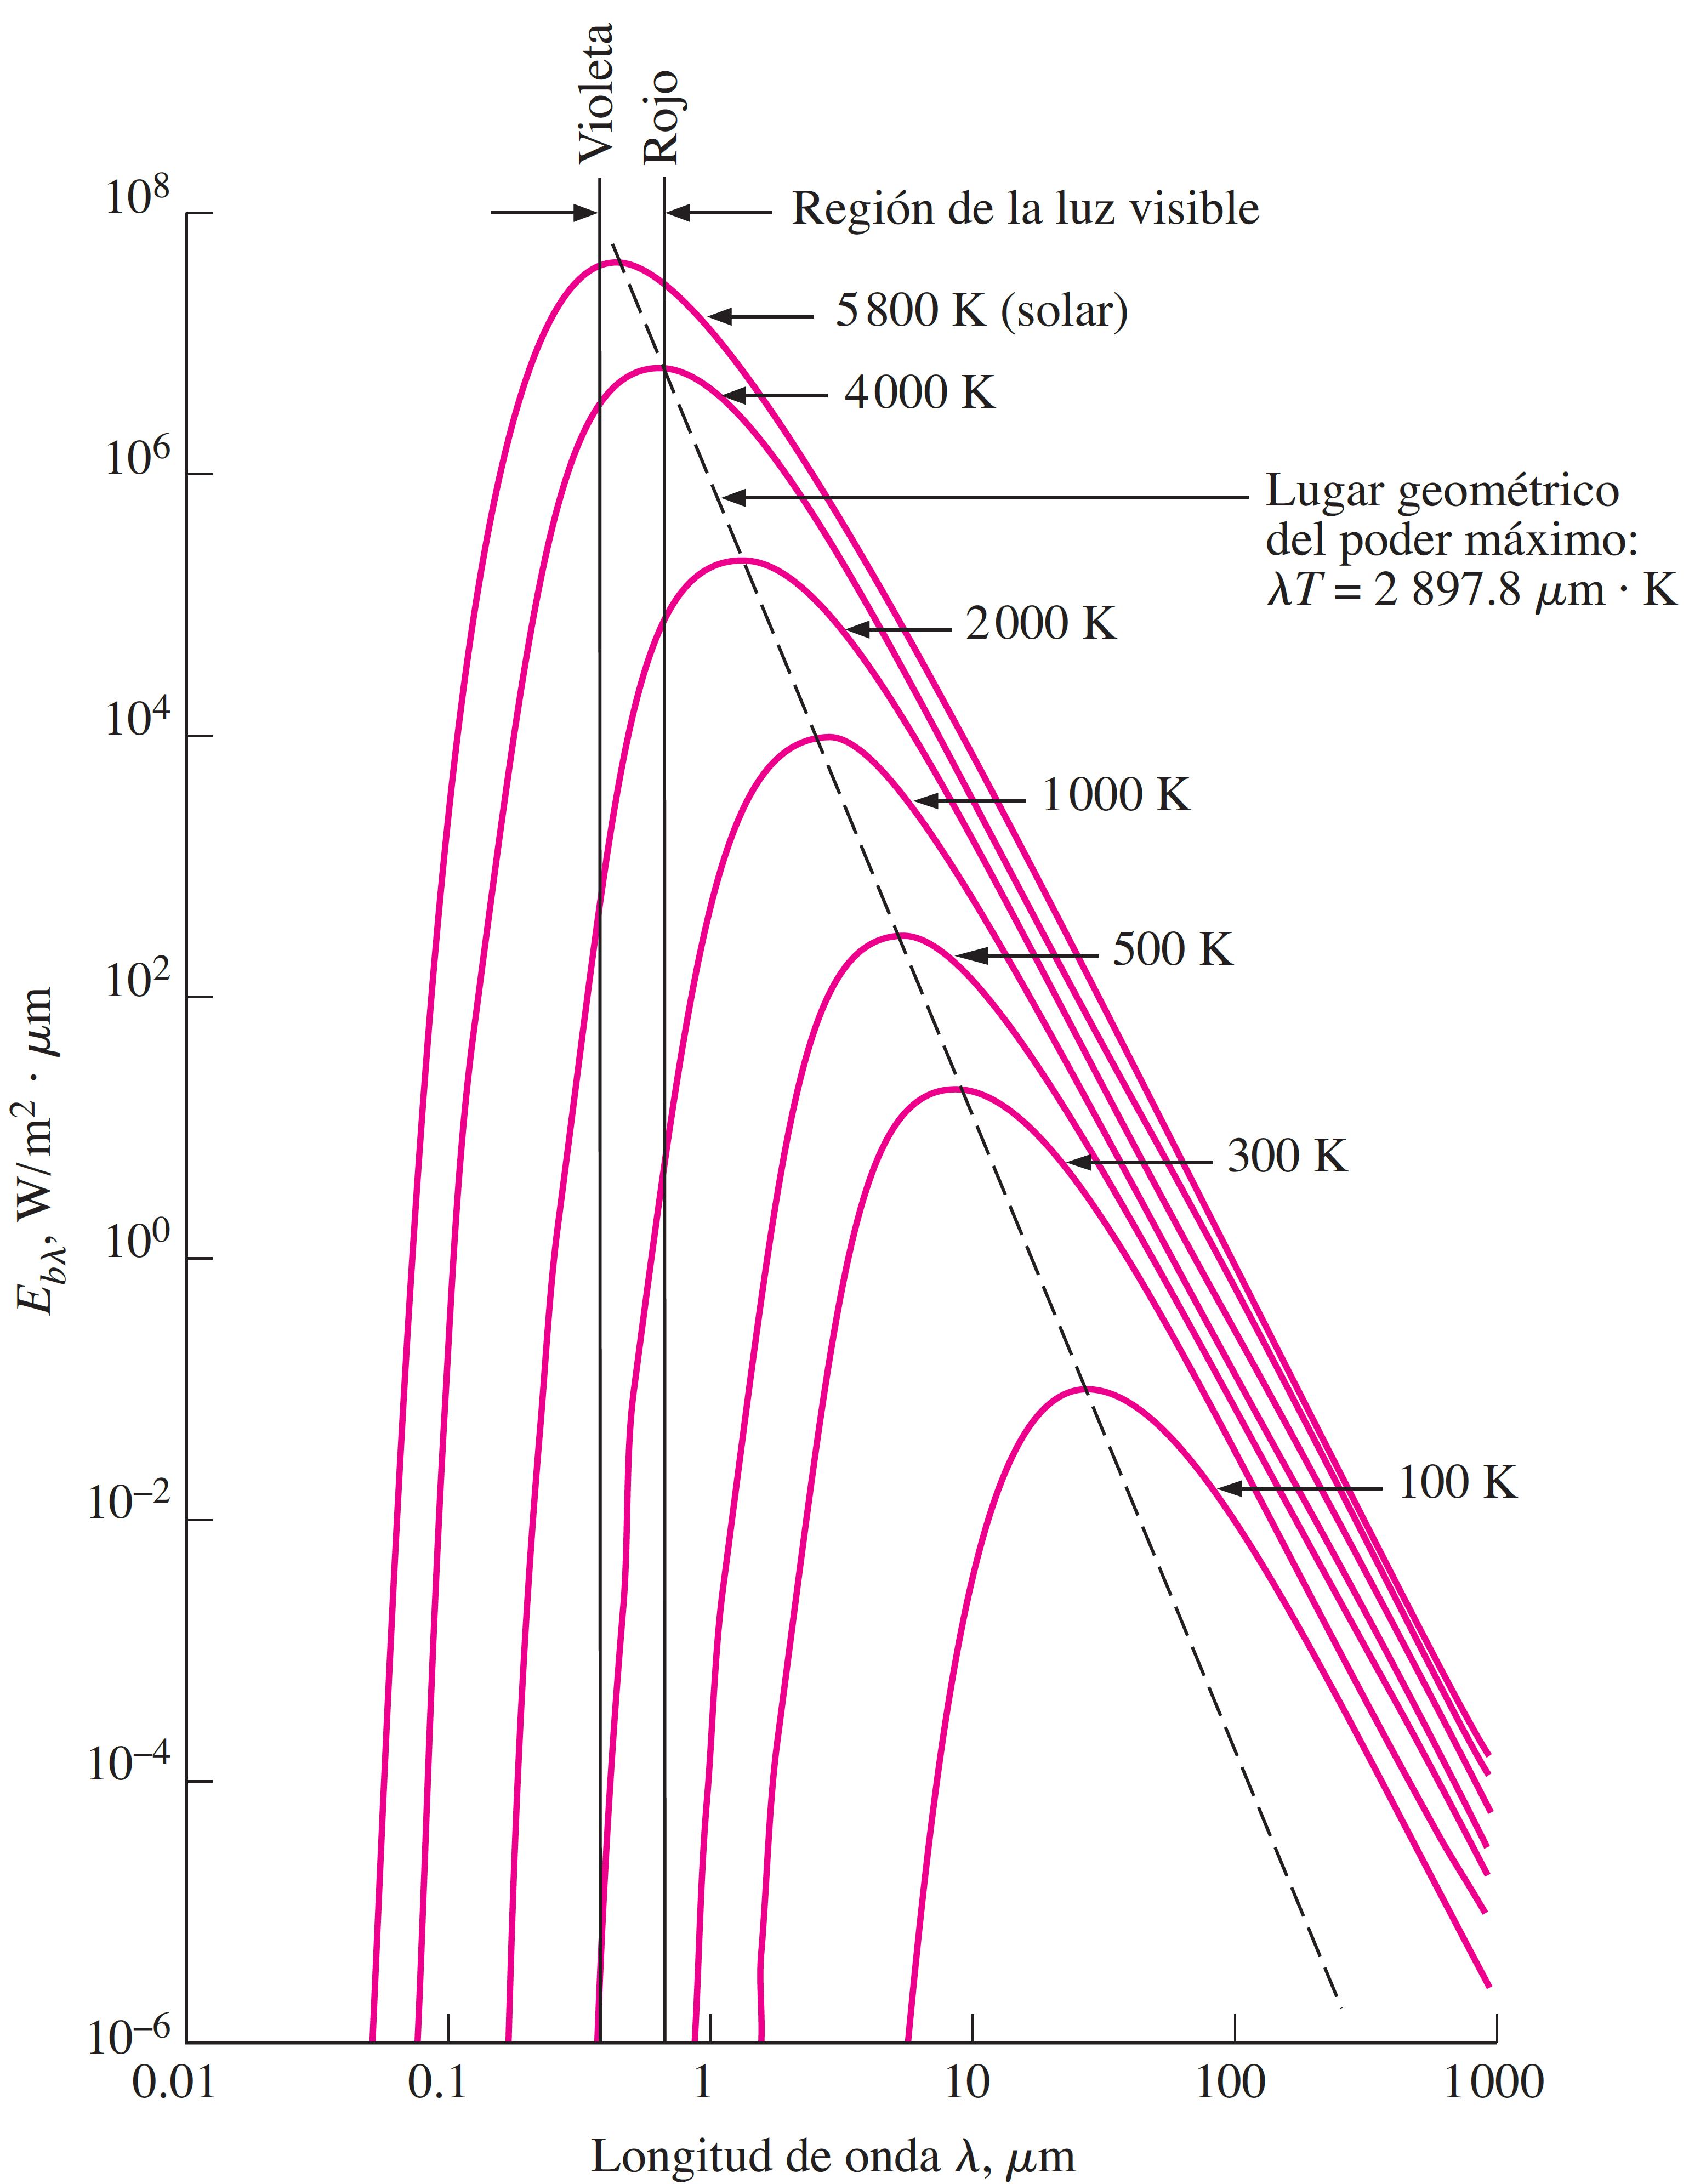 Violeta
Rojo
Región de la luz visible
5 800 K (solar)
4 000 K
Lugar geométrico
del poder máximo:
λT = 2 897.8 μm · K
2 000 K
1 000 K
500 K
300 K
100 K
10⁸
10⁶
10⁴
10²
10⁰
10⁻²
10⁻⁴
10⁻⁶
E_bλ, W/m² · μm
0.01 0.1 1 10 100 1 000
Longitud de onda λ, μm